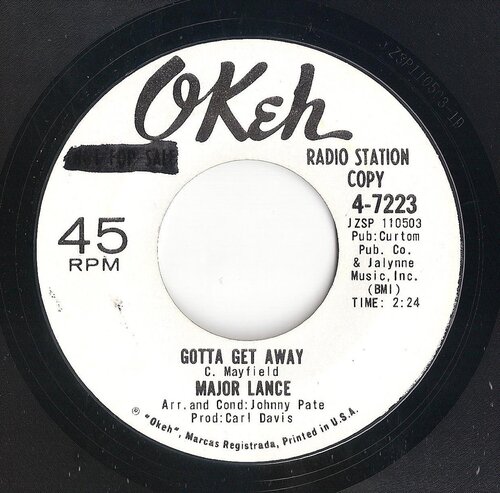 OKeh
FOR SALE
RADIO STATION
COPY
4-7223
JZSP 110503
Pub: Curtom
Pub. Co.
& Jalynne
Music, Inc.
(BMI)
TIME: 2:24
45
RPM
GOTTA GET AWAY
C. Mayfield
MAJOR LANCE
Arr. and Cond: Johnny Pate
Prod: Carl Davis
℗ "Okeh", Marcas Registrada, Printed in U.S.A.